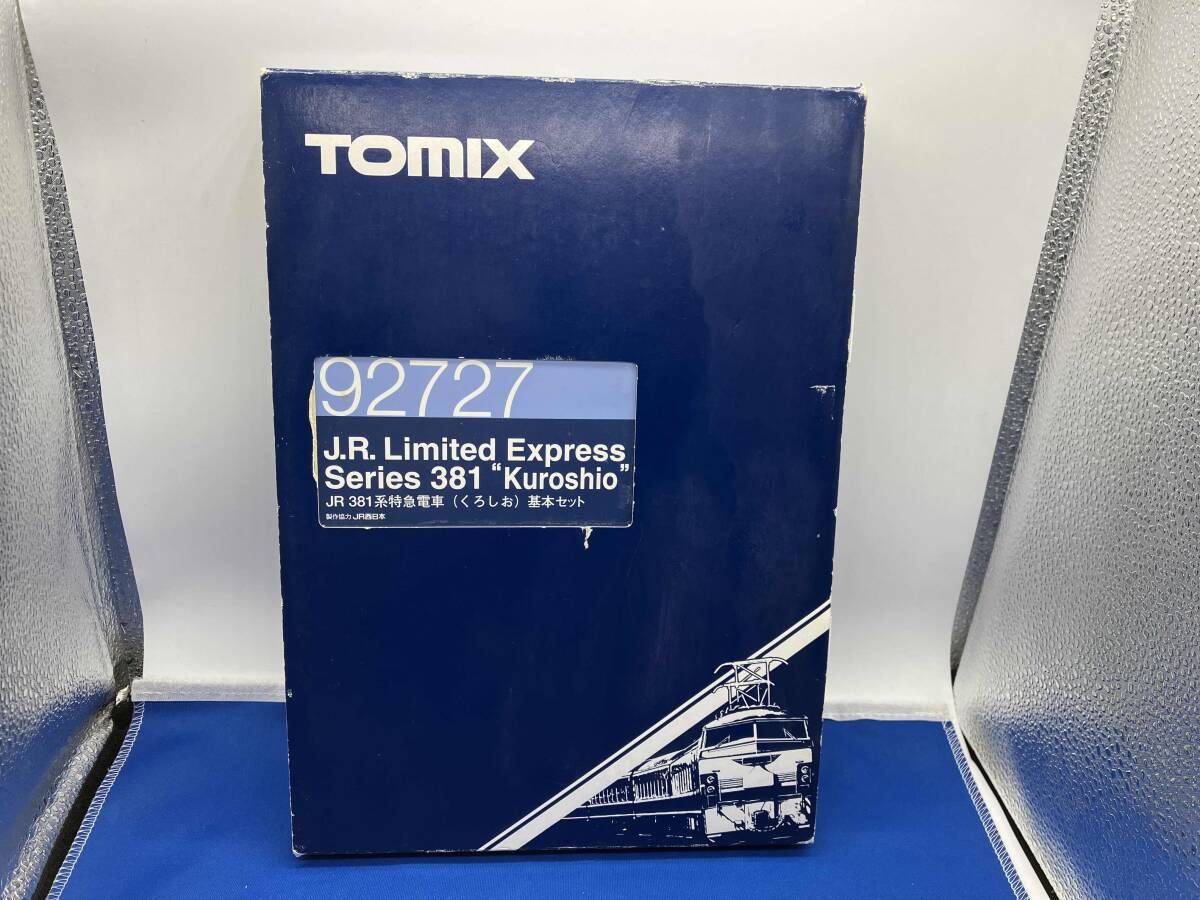 TOMIX
92727
J.R. Limited Express
Series 381 “Kuroshio”
JR 381系特急電車（くろしお）基本セット
製作協力 JR西日本